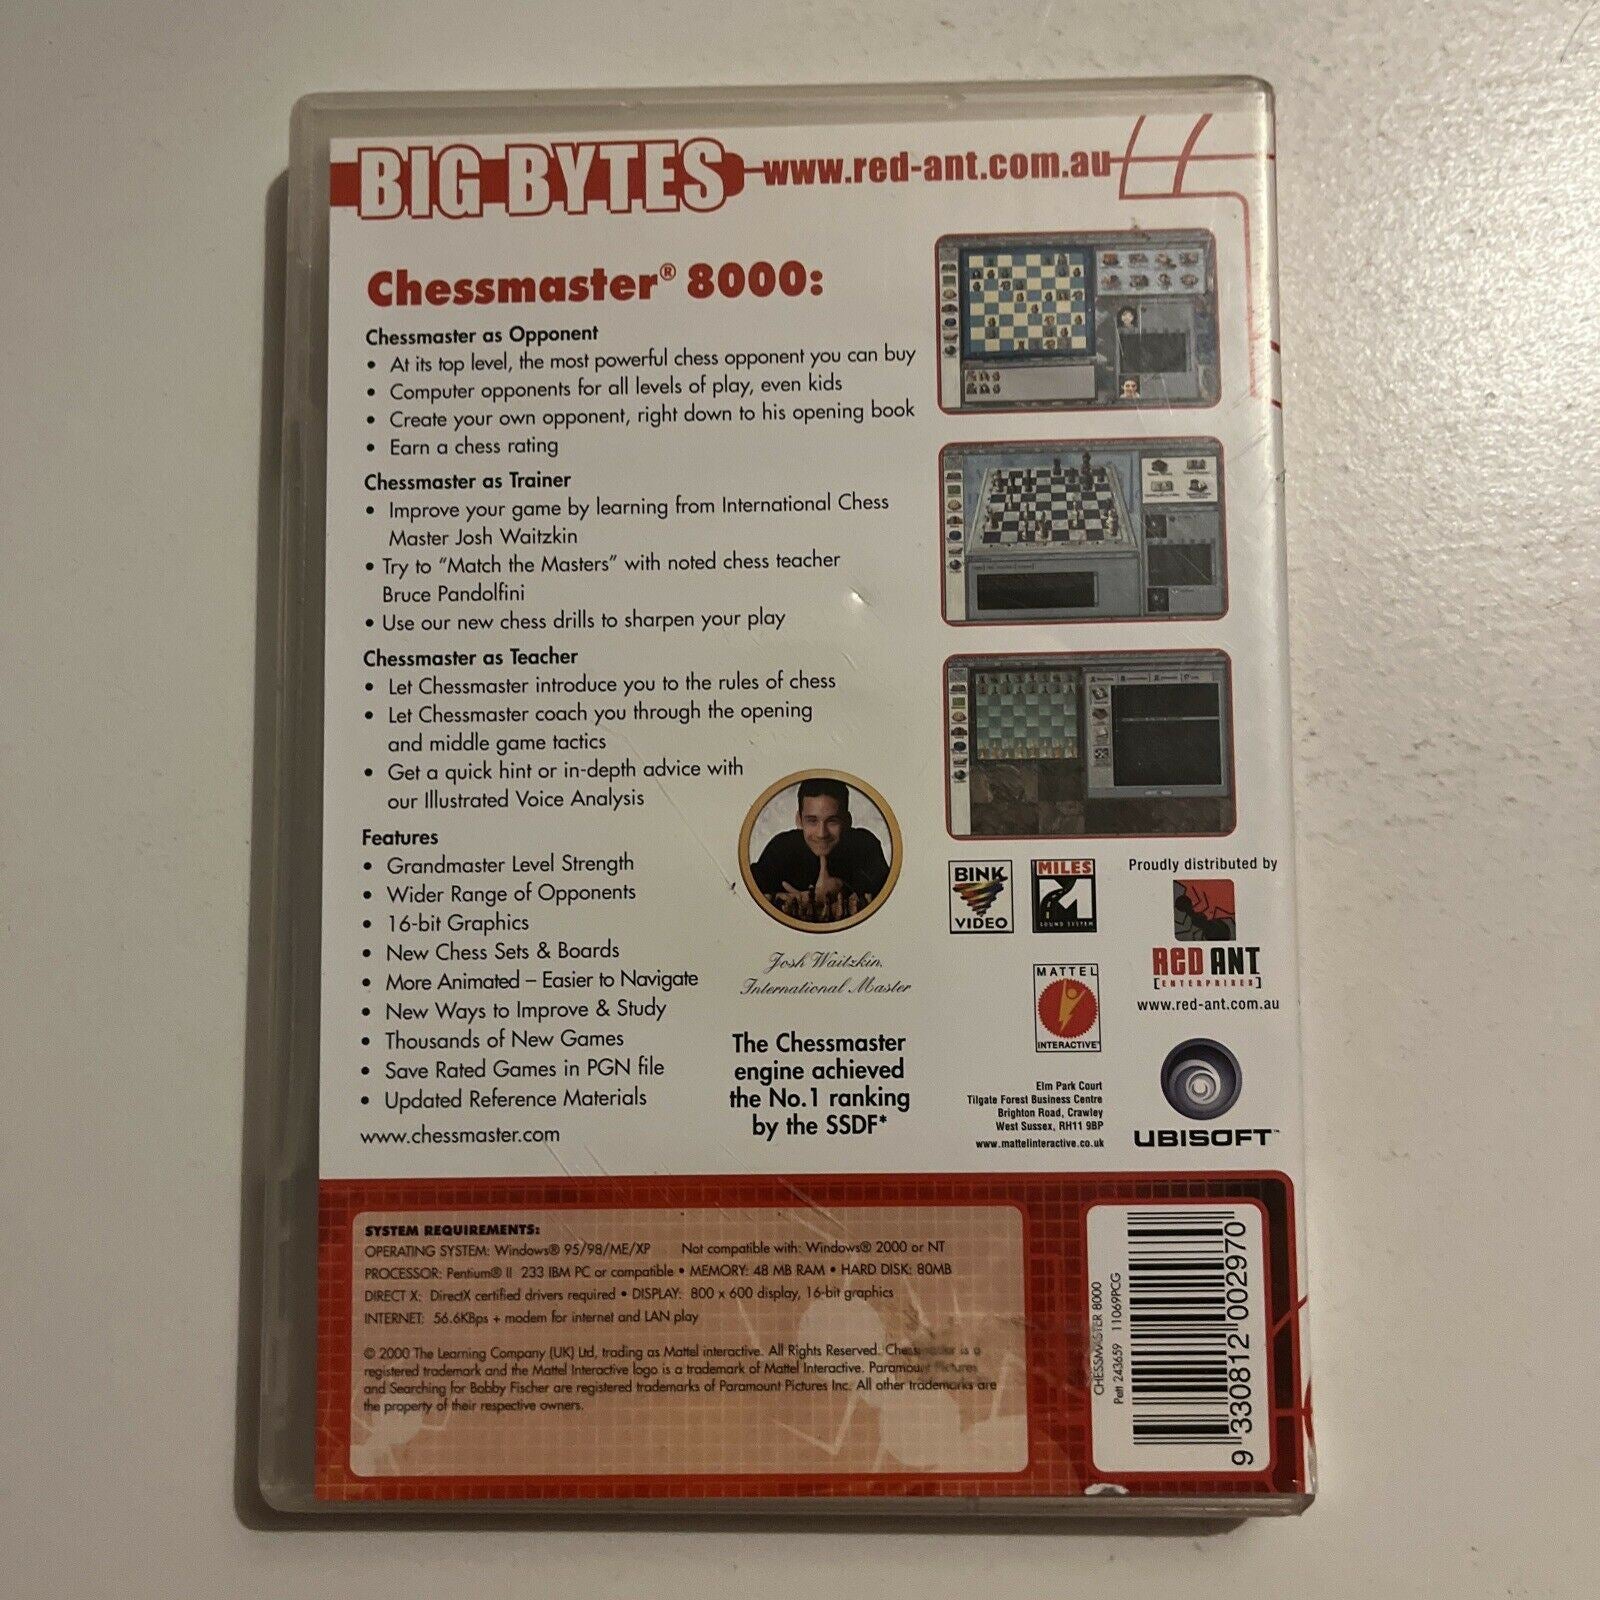 BIG BYTES www.red-ant.com.au
Chessmaster® 8000:
Chessmaster as Opponent
• At its top level, the most powerful chess opponent you can buy
• Computer opponents for all levels of play, even kids
• Create your own opponent, right down to his opening book
• Earn a chess rating
Chessmaster as Trainer
• Improve your game by learning from International Chess
Master Josh Waitzkin
• Try to “Match the Masters” with noted chess teacher
Bruce Pandolfini
• Use our new chess drills to sharpen your play
Chessmaster as Teacher
• Let Chessmaster introduce you to the rules of chess
• Let Chessmaster coach you through the opening
and middle game tactics
• Get a quick hint or in-depth advice with
our Illustrated Voice Analysis
Features
• Grandmaster Level Strength
• Wider Range of Opponents
• 16-bit Graphics
• New Chess Sets & Boards
• More Animated – Easier to Navigate
• New Ways to Improve & Study
• Thousands of New Games
• Save Rated Games in PGN file
• Updated Reference Materials
www.chessmaster.com
Josh Waitzkin,
International Master
The Chessmaster
engine achieved
the No.1 ranking
by the SSDF*
BINK
VIDEO
MILES
SOUND SYSTEM
Proudly distributed by
RED ANT
[ENTERPRISES]
www.red-ant.com.au
MATTEL
INTERACTIVE™
Elm Park Court
Tilgate Forest Business Centre
Brighton Road, Crawley
West Sussex, RH11 9BP
www.mattelinteractive.co.uk
UBISOFT™
SYSTEM REQUIREMENTS:
OPERATING SYSTEM: Windows® 95/98/ME/XP Not compatible with: Windows® 2000 or NT
PROCESSOR: Pentium® II 233 IBM PC or compatible • MEMORY: 48 MB RAM • HARD DISK: 80MB
DIRECT X: DirectX certified drivers required • DISPLAY: 800 x 600 display, 16-bit graphics
INTERNET: 56.6KBps + modem for internet and LAN play
© 2000 The Learning Company (UK) Ltd, trading as Mattel interactive. All Rights Reserved. Chessmaster is a
registered trademark and the Mattel Interactive logo is a trademark of Mattel Interactive. Paramount Pictures
and Searching for Bobby Fischer are registered trademarks of Paramount Pictures Inc. All other trademarks are
the property of their respective owners.
CHESSMASTER 8000
Pett 243659 11069PCG
9 330812 002970